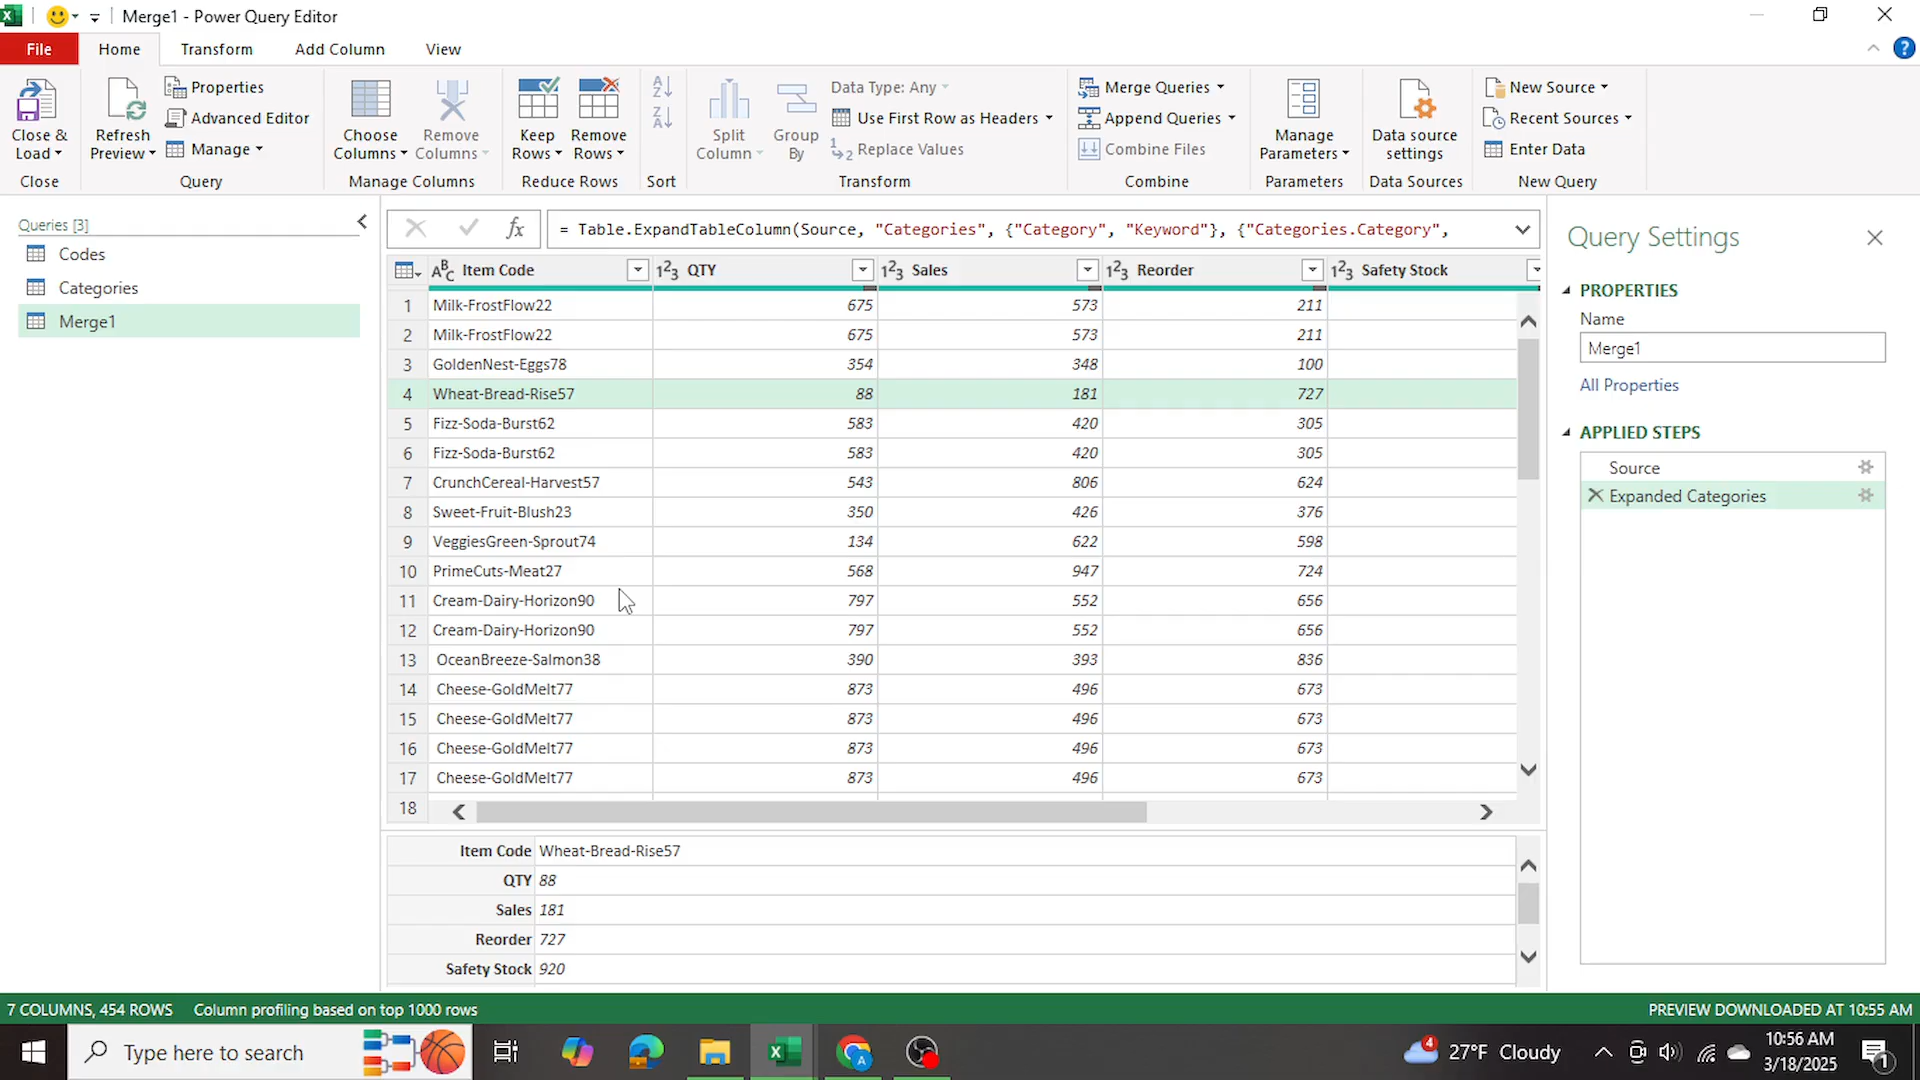 Merge1 - Power Query Editor
File Home Transform Add Column View
Close & Load
Close
Refresh Preview
Properties
Advanced Editor
Manage
Query
Choose Columns
Remove Columns
Manage Columns
Keep Rows
Remove Rows
Reduce Rows
Sort
Split Column
Group By
Data Type: Any
Use First Row as Headers
Replace Values
Transform
Merge Queries
Append Queries
Combine Files
Combine
Manage Parameters
Parameters
Data source settings
Data Sources
New Source
Recent Sources
Enter Data
New Query
Queries [3]
Codes
Categories
Merge1
fx = Table.ExpandTableColumn(Source, "Categories", {"Category", "Keyword"}, {"Categories.Category",
Item Code QTY Sales Reorder Safety Stock
1 Milk-FrostFlow22 675 573 211
2 Milk-FrostFlow22 675 573 211
3 GoldenNest-Eggs78 354 348 100
4 Wheat-Bread-Rise57 88 181 727
5 Fizz-Soda-Burst62 583 420 305
6 Fizz-Soda-Burst62 583 420 305
7 CrunchCereal-Harvest57 543 806 624
8 Sweet-Fruit-Blush23 350 426 376
9 VeggiesGreen-Sprout74 134 622 598
10 PrimeCuts-Meat27 568 947 724
11 Cream-Dairy-Horizon90 797 552 656
12 Cream-Dairy-Horizon90 797 552 656
13 OceanBreeze-Salmon38 390 393 836
14 Cheese-GoldMelt77 873 496 673
15 Cheese-GoldMelt77 873 496 673
16 Cheese-GoldMelt77 873 496 673
17 Cheese-GoldMelt77 873 496 673
18
Item Code Wheat-Bread-Rise57
QTY 88
Sales 181
Reorder 727
Safety Stock 920
Query Settings
PROPERTIES
Name
Merge1
All Properties
APPLIED STEPS
Source
Expanded Categories
7 COLUMNS, 454 ROWS Column profiling based on top 1000 rows PREVIEW DOWNLOADED AT 10:55 AM
Type here to search
27°F Cloudy
10:56 AM
3/18/2025